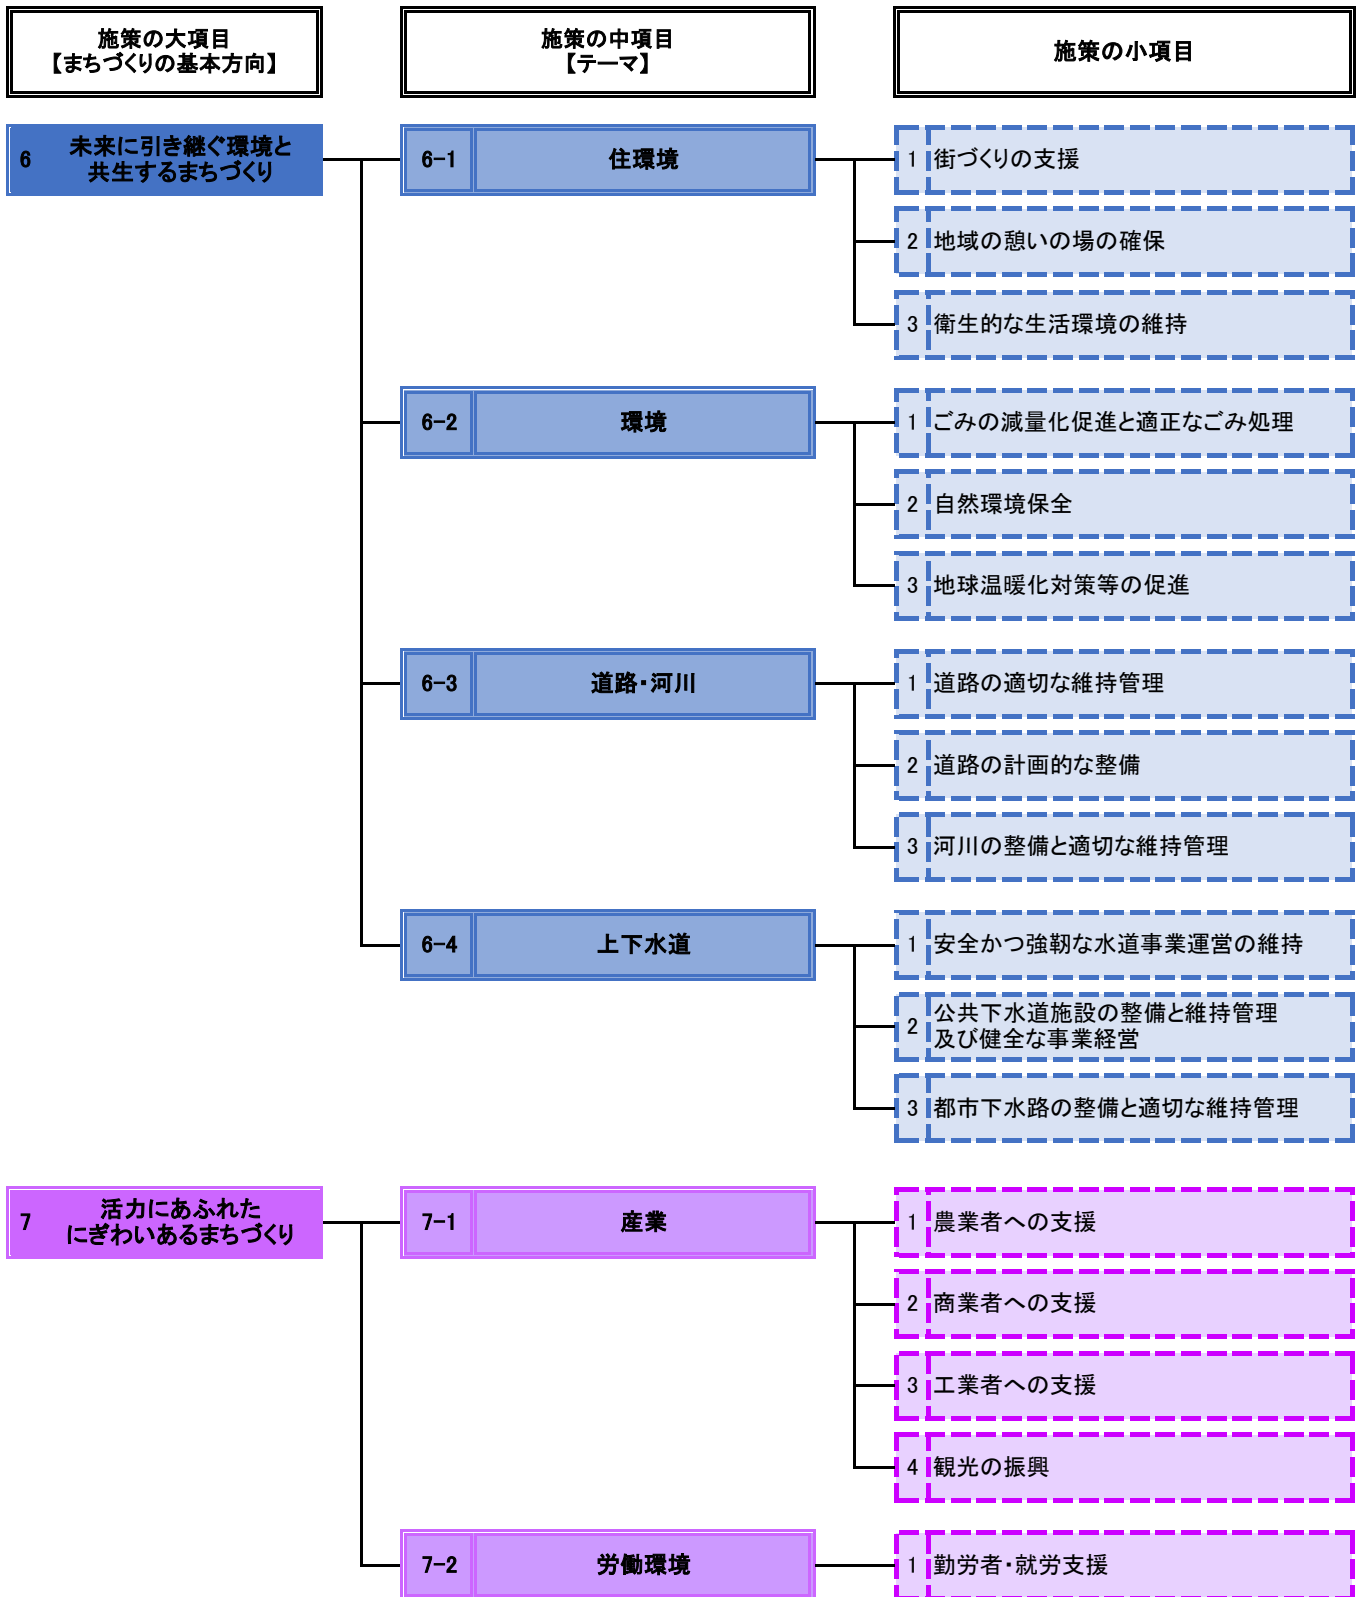 施策の大項目
【まちづくりの基本方向】
施策の中項目
【テーマ】
施策の小項目
6 未来に引き継ぐ環境と
共生するまちづくり
6-1 住環境
1 街づくりの支援
2 地域の憩いの場の確保
3 衛生的な生活環境の維持
6-2 環境
1 ごみの減量化促進と適正なごみ処理
2 自然環境保全
3 地球温暖化対策等の促進
6-3 道路・河川
1 道路の適切な維持管理
2 道路の計画的な整備
3 河川の整備と適切な維持管理
6-4 上下水道
1 安全かつ強靭な水道事業運営の維持
2 公共下水道施設の整備と維持管理
及び健全な事業経営
3 都市下水路の整備と適切な維持管理
7 活力にあふれた
にぎわいあるまちづくり
7-1 産業
1 農業者への支援
2 商業者への支援
3 工業者への支援
4 観光の振興
7-2 労働環境
1 勤労者・就労支援